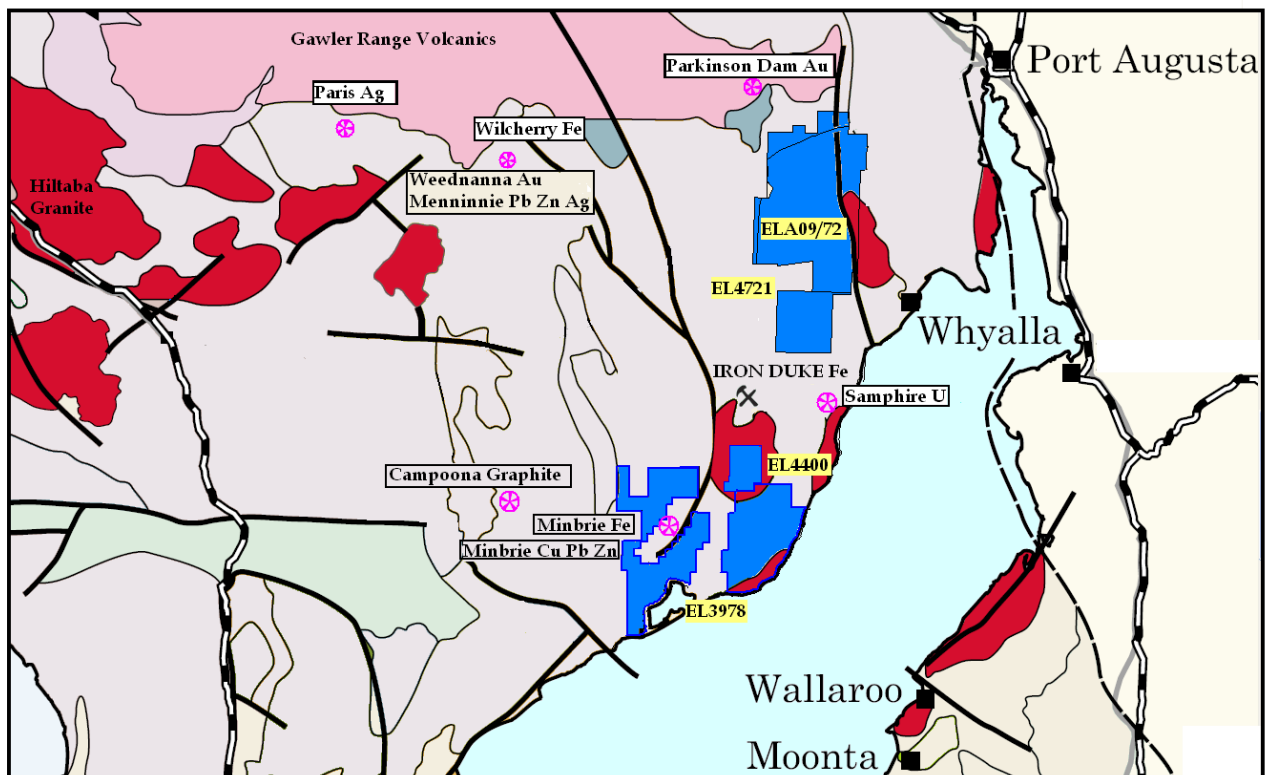 Gawler Range Volcanics
Parkinson Dam Au
Port Augusta
Paris Ag
Wilcherry Fe
Weednanna Au
Menninnie Pb Zn Ag
Hiltaba
Granite
ELA09/72
EL4721
Whyalla
IRON DUKE Fe
Samphire U
EL4400
Campoona Graphite
Minbrie Fe
Minbrie Cu Pb Zn
EL3978
Wallaroo
Moonta